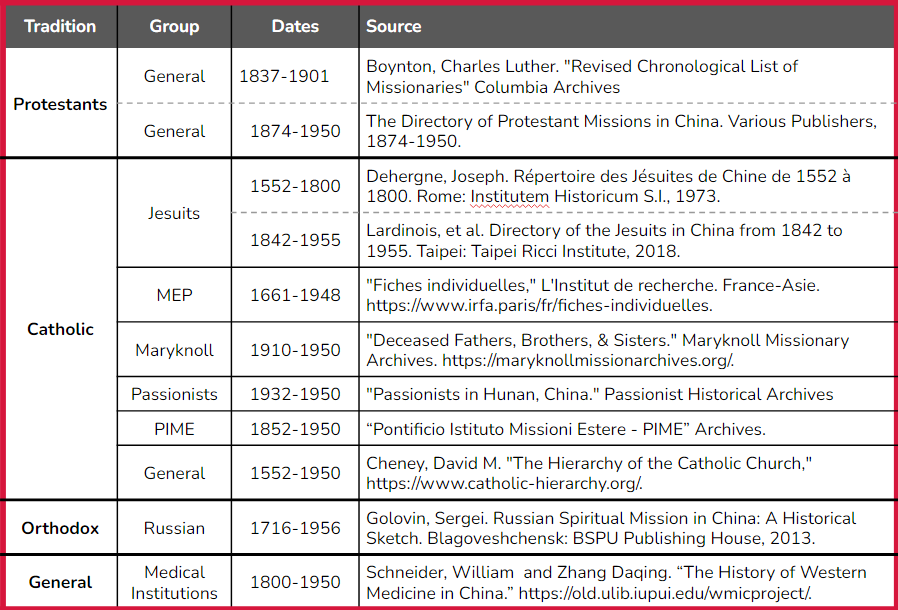 Tradition Group Dates Source
Protestants
General 1837-1901 Boynton, Charles Luther. "Revised Chronological List of
Missionaries" Columbia Archives
General 1874-1950 The Directory of Protestant Missions in China. Various Publishers,
1874-1950.
Catholic
Jesuits
1552-1800 Dehergne, Joseph. Répertoire des Jésuites de Chine de 1552 à
1800. Rome: Institutem Historicum S.I., 1973.
1842-1955 Lardinois, et al. Directory of the Jesuits in China from 1842 to
1955. Taipei: Taipei Ricci Institute, 2018.
MEP 1661-1948 "Fiches individuelles," L'Institut de recherche. France-Asie.
https://www.irfa.paris/fr/fiches-individuelles.
Maryknoll 1910-1950 "Deceased Fathers, Brothers, & Sisters." Maryknoll Missionary
Archives. https://maryknollmissionarchives.org/.
Passionists 1932-1950 "Passionists in Hunan, China." Passionist Historical Archives
PIME 1852-1950 “Pontificio Istituto Missioni Estere - PIME” Archives.
General 1552-1950 Cheney, David M. "The Hierarchy of the Catholic Church,"
https://www.catholic-hierarchy.org/.
Orthodox Russian 1716-1956 Golovin, Sergei. Russian Spiritual Mission in China: A Historical
Sketch. Blagoveshchensk: BSPU Publishing House, 2013.
General Medical
Institutions 1800-1950 Schneider, William and Zhang Daqing. “The History of Western
Medicine in China.” https://old.ulib.iupui.edu/wmicproject/.